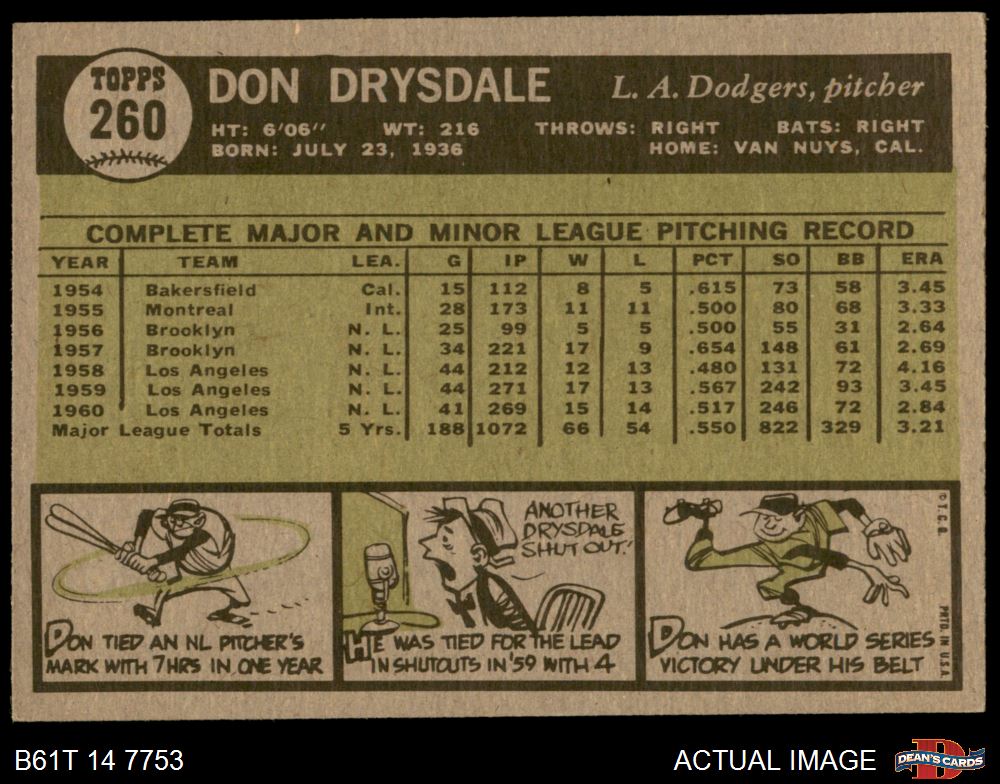 TOPPS
260
DON DRYSDALE L. A. Dodgers, pitcher
HT: 6'06" WT: 216 THROWS: RIGHT BATS: RIGHT
BORN: JULY 23, 1936 HOME: VAN NUYS, CAL.
COMPLETE MAJOR AND MINOR LEAGUE PITCHING RECORD
YEAR TEAM LEA. G IP W L PCT SO BB ERA
1954 Bakersfield Cal. 15 112 8 5 .615 73 58 3.45
1955 Montreal Int. 28 173 11 11 .500 80 68 3.33
1956 Brooklyn N. L. 25 99 5 5 .500 55 31 2.64
1957 Brooklyn N. L. 34 221 17 9 .654 148 61 2.69
1958 Los Angeles N. L. 44 212 12 13 .480 131 72 4.16
1959 Los Angeles N. L. 44 271 17 13 .567 242 93 3.45
1960 Los Angeles N. L. 41 269 15 14 .517 246 72 2.84
Major League Totals 5 Yrs. 188 1072 66 54 .550 822 329 3.21
DON TIED AN NL PITCHER'S
MARK WITH 7 HRS IN ONE YEAR
ANOTHER
DRYSDALE
SHUT OUT!
HE WAS TIED FOR THE LEAD
IN SHUTOUTS IN '59 WITH 4
DON HAS A WORLD SERIES
VICTORY UNDER HIS BELT
© T.C.G. PRTD. IN U.S.A.
B61T 14 7753 ACTUAL IMAGE
DEAN'S CARDS